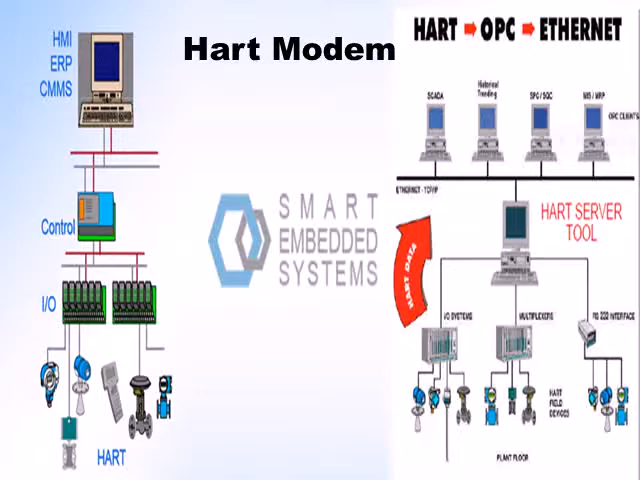 Hart Modem
HMI
ERP
CMMS
Control
I/O
HART
SMART
EMBEDDED
SYSTEMS
HART ➡ OPC ➡ ETHERNET
SCADA
Historical
Trending
SPC / SQC
MIS / MRP
OPC CLIENTS
ETHERNET - TCP/IP
HART SERVER
TOOL
HART DATA
I/O SYSTEMS
MULTIPLEXERS
RS 232 INTERFACE
HART
FIELD
DEVICES
PLANT FLOOR